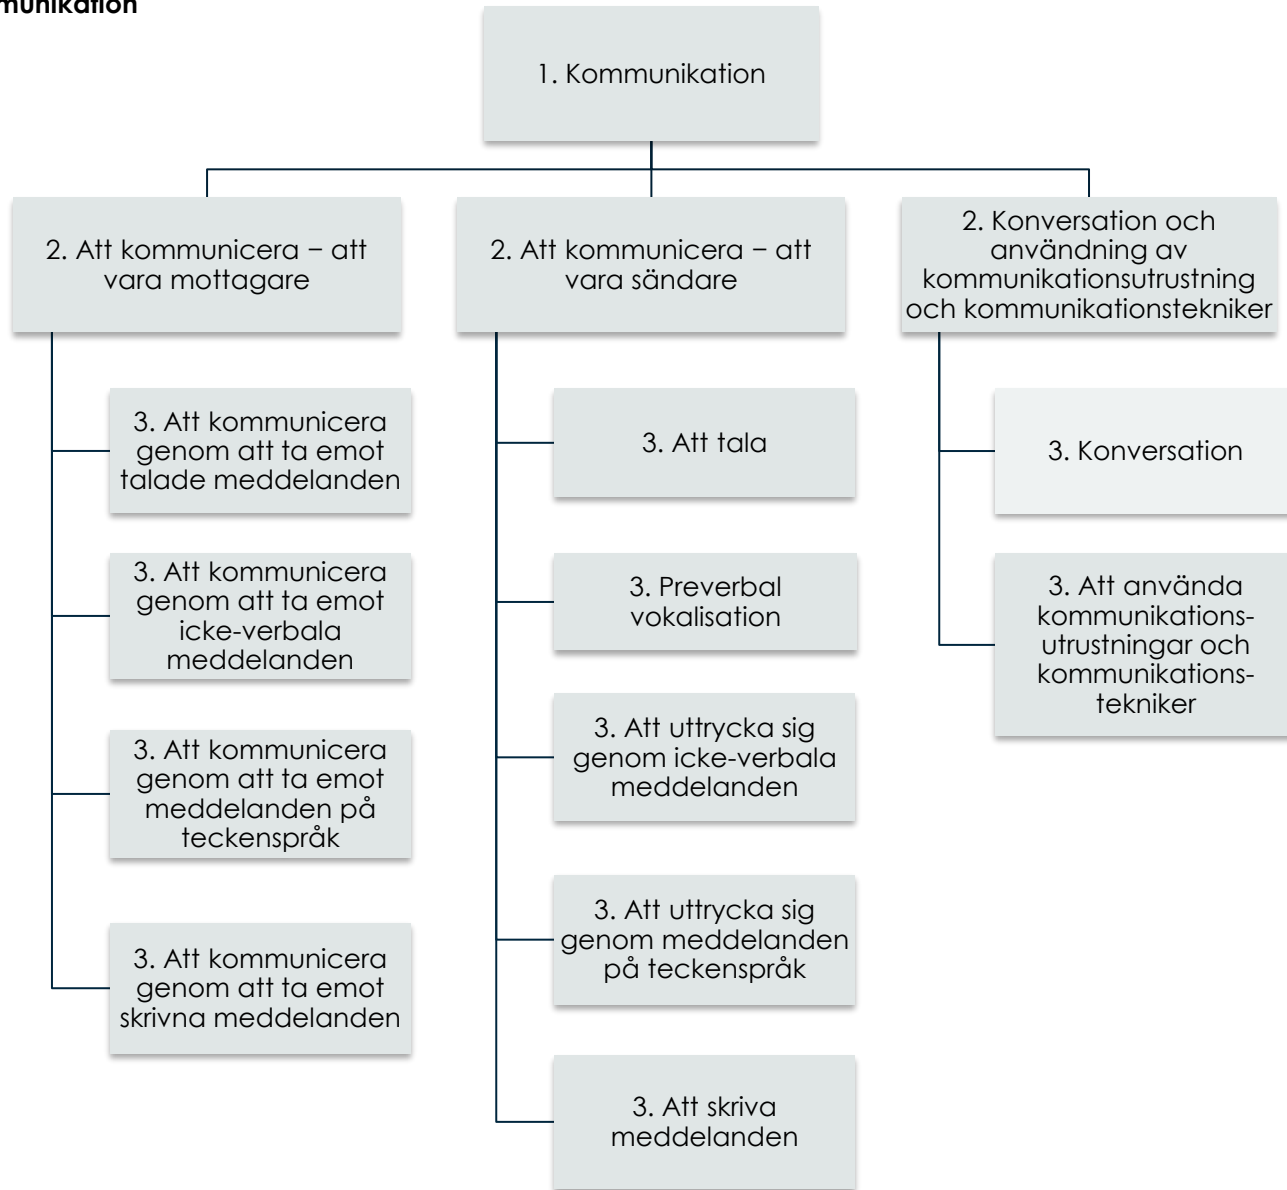 munikation
1. Kommunikation
2. Att kommunicera – att
vara mottagare
3. Att kommunicera
genom att ta emot
talade meddelanden
3. Att kommunicera
genom att ta emot
icke-verbala
meddelanden
3. Att kommunicera
genom att ta emot
meddelanden på
teckenspråk
3. Att kommunicera
genom att ta emot
skrivna meddelanden
2. Att kommunicera – att
vara sändare
3. Att tala
3. Preverbal
vokalisation
3. Att uttrycka sig
genom icke-verbala
meddelanden
3. Att uttrycka sig
genom meddelanden
på teckenspråk
3. Att skriva
meddelanden
2. Konversation och
användning av
kommunikationsutrustning
och kommunikationstekniker
3. Konversation
3. Att använda
kommunikations-
utrustningar och
kommunikations-
tekniker